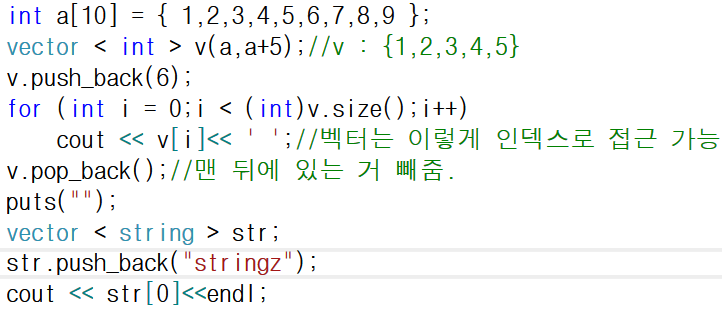 int a[10] = { 1,2,3,4,5,6,7,8,9 };
vector < int > v(a,a+5);//v : {1,2,3,4,5}
v.push_back(6);
for (int i = 0;i < (int)v.size();i++)
    cout << v[i]<< ' ';//벡터는 이렇게 인덱스로 접근 가능
v.pop_back();//맨 뒤에 있는 거 빼줌.
puts("");
vector < string > str;
str.push_back("stringz");
cout << str[0]<<endl;